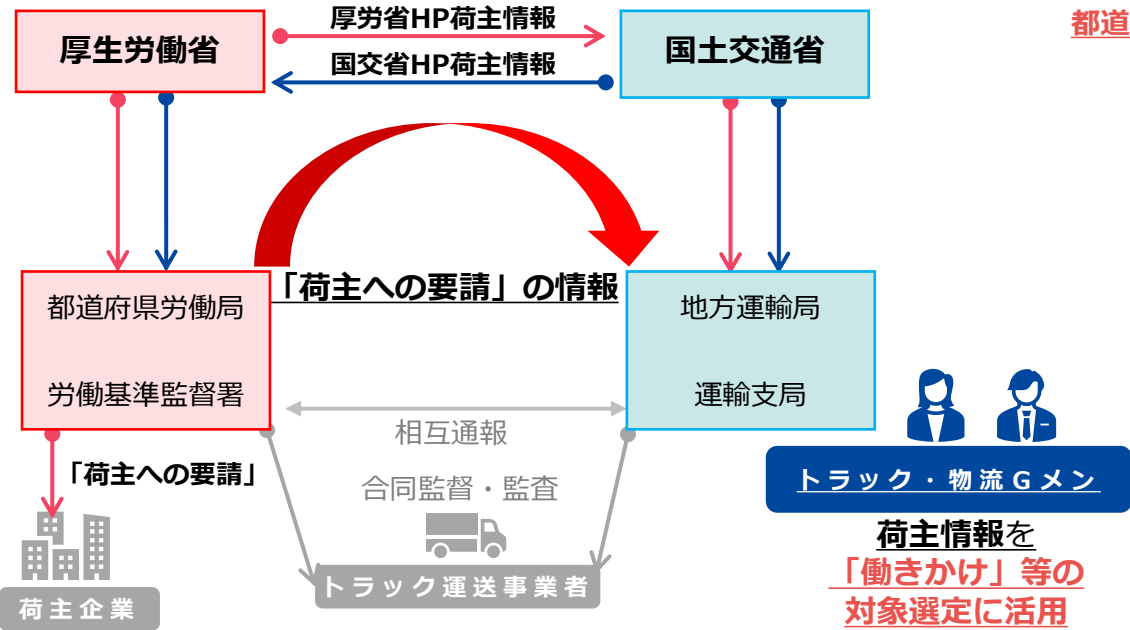 厚労省HP荷主情報
都道
厚生労働省
国土交通省
国交省HP荷主情報
「荷主への要請」の情報
都道府県労働局
地方運輸局
労働基準監督署
運輸支局
相互通報
「荷主への要請」
合同監督・監査
トラック・物流Gメン
荷主情報を
「働きかけ」等の
対象選定に活用
トラック運送事業者
荷主企業